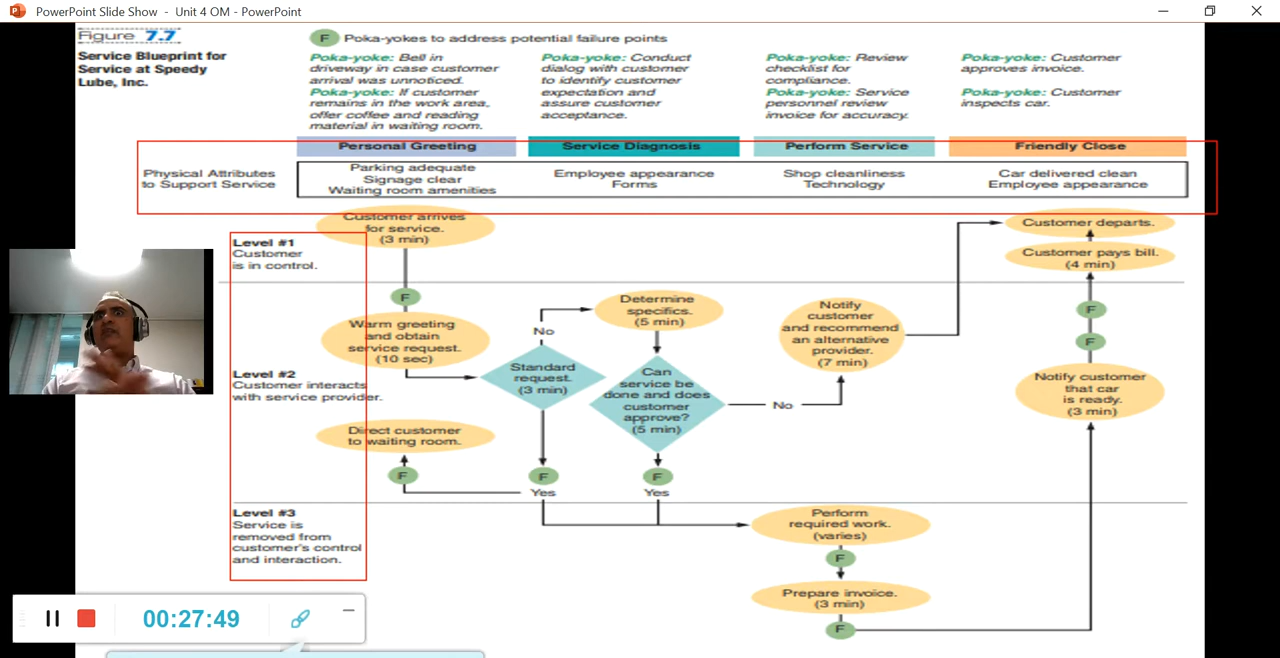 PowerPoint Slide Show - Unit 4 OM - PowerPoint
Figure 7.7
Service Blueprint for
Service at Speedy
Lube, Inc.
F Poka-yokes to address potential failure points
Poka-yoke: Bell in
driveway in case customer
arrival was unnoticed.
Poka-yoke: If customer
remains in the work area,
offer coffee and reading
material in waiting room.
Poka-yoke: Conduct
dialog with customer
to identify customer
expectation and
assure customer
acceptance.
Poka-yoke: Review
checklist for
compliance.
Poka-yoke: Service
personnel review
invoice for accuracy.
Poka-yoke: Customer
approves invoice.
Poka-yoke: Customer
inspects car.
Personal Greeting
Service Diagnosis
Perform Service
Friendly Close
Physical Attributes
to Support Service
Parking adequate
Signage clear
Waiting room amenities
Employee appearance
Forms
Shop cleanliness
Technology
Car delivered clean
Employee appearance
Level #1
Customer
is in control.
Customer arrives
for service.
(3 min)
Customer departs.
Customer pays bill.
(4 min)
F
F
F
Level #2
Customer interacts
with service provider.
Warm greeting
and obtain
service request.
(10 sec)
No
Standard
request.
(3 min)
Determine
specifics.
(5 min)
Can
service be
done and does
customer
approve?
(5 min)
No
Notify
customer
and recommend
an alternative
provider.
(7 min)
Notify customer
that car
is ready.
(3 min)
Direct customer
to waiting room.
F
F
F
Yes
Yes
Level #3
Service is
removed from
customer's control
and interaction.
Perform
required work.
(varies)
F
Prepare invoice.
(3 min)
F
00:27:49